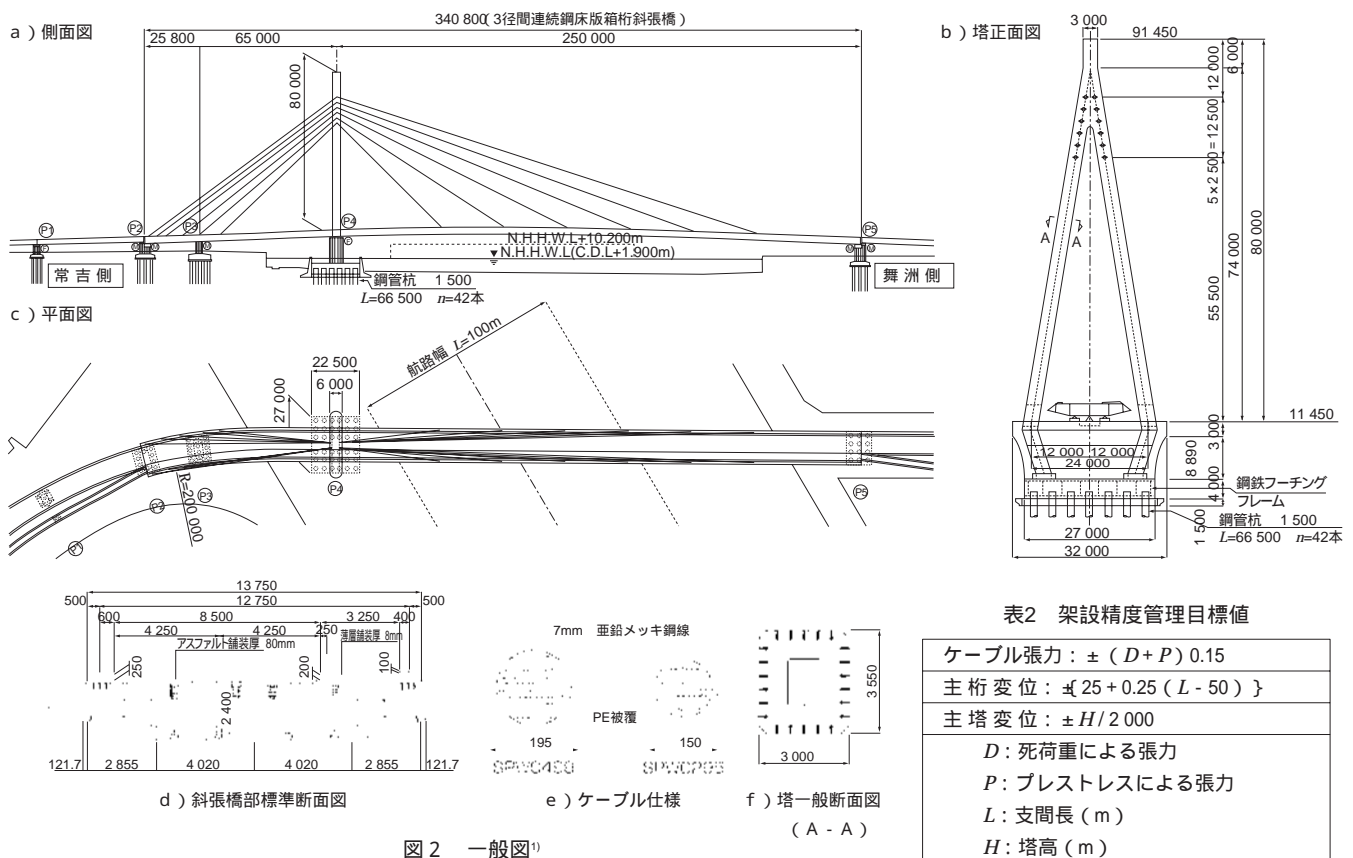 a）側面図
340 800（3径間連続鋼床版箱桁斜張橋）
25 800
65 000
250 000
80 000
P1
P2
P3
P4
P5
M
M
M
F
M
M
N.H.H.W.L+10.200m
▼N.H.H.W.L(C.D.L+1.900m)
常吉側
鋼管杭 1 500
L=66 500 n=42本
舞洲側
b）塔正面図
3 000
91 450
6 000
12 000
5 x 2 500 = 12 500
74 000
80 000
55 500
A
A
11 450
3 000
12 000
12 000
24 000
8 890
4 000
鋼鉄フーチング
フレーム
鋼管杭 1 500
L=66 500 n=42本
1 500
27 000
32 000
c）平面図
航路幅 L=100m
22 500
6 000
27 000
R=200 000
P1
P2
P3
P4
P5
13 750
500
12 750
500
600
8 500
3 250
400
4 250
4 250
250
アスファルト舗装厚 80mm
薄層舗装厚 8mm
250
200
100
2 400
121.7
2 855
4 020
4 020
2 855
121.7
d）斜張橋部標準断面図
7mm 亜鉛メッキ鋼線
PE被覆
195
150
e）ケーブル仕様
3 550
3 000
f）塔一般断面図
（A - A）
図2 一般図1）
表2 架設精度管理目標値
ケーブル張力：±（D+P）0.15
主桁変位：±{ 25 + 0.25（L - 50）}
主塔変位：± H/2 000
D：死荷重による張力
P：プレストレスによる張力
L：支間長（m）
H：塔高（m）